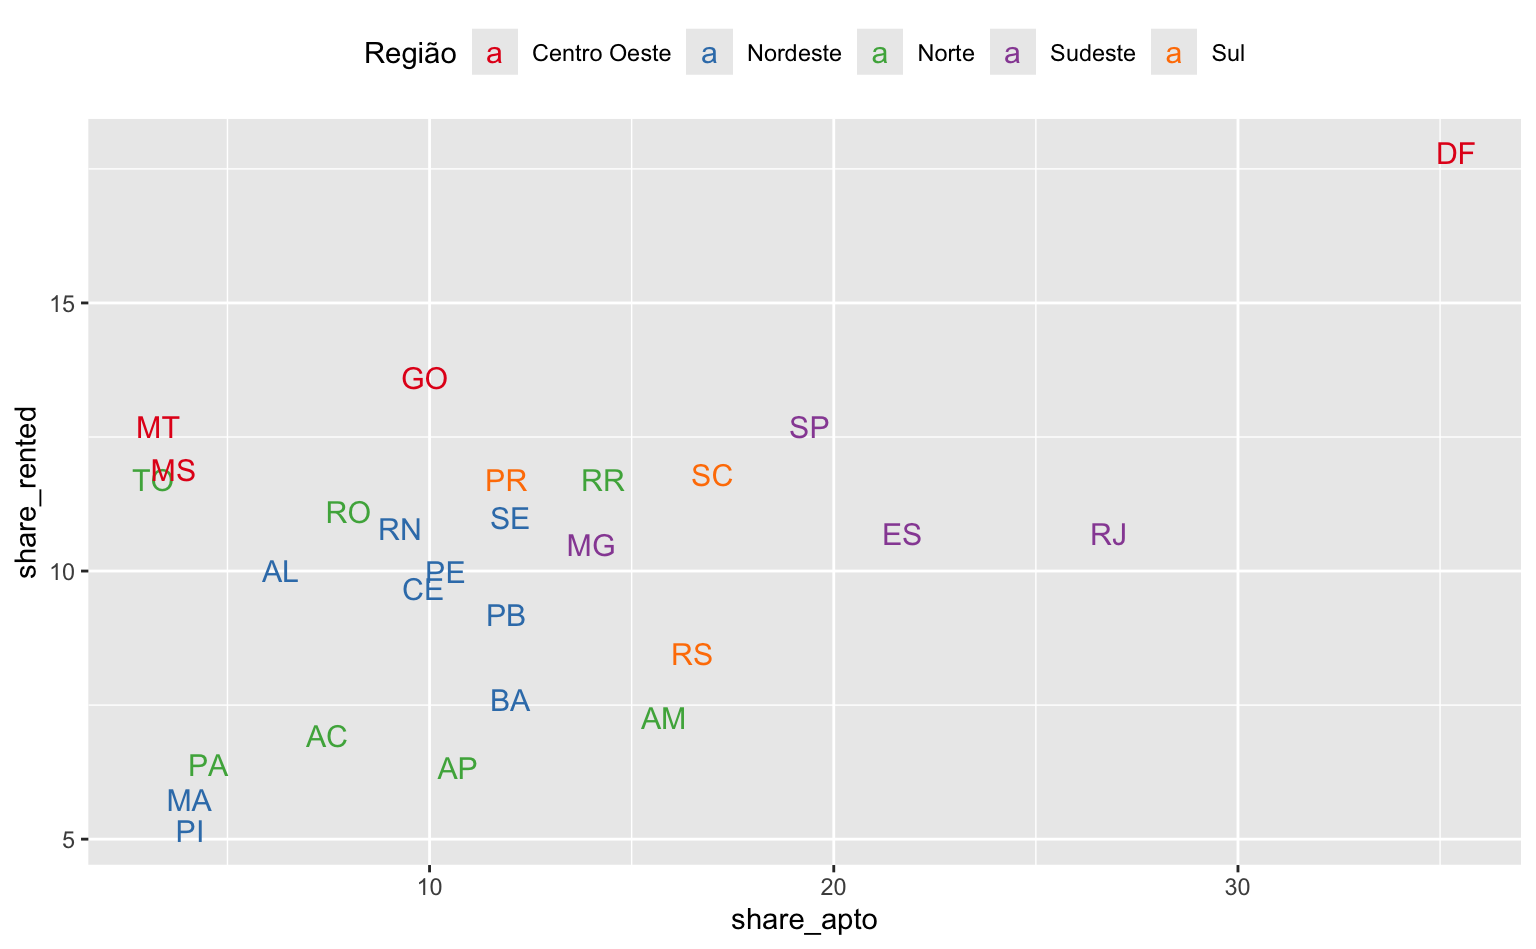 Região a Centro Oeste a Nordeste a Norte a Sudeste a Sul
DF
15
GO
MT
SP
MS
TO
PR
RR
SC
RO
SE
RN
ES
RJ
MG
share_rented
10
AL
PE
CE
PB
RS
BA
AM
AC
PA
AP
MA
PI
5
10 20 30
share_apto